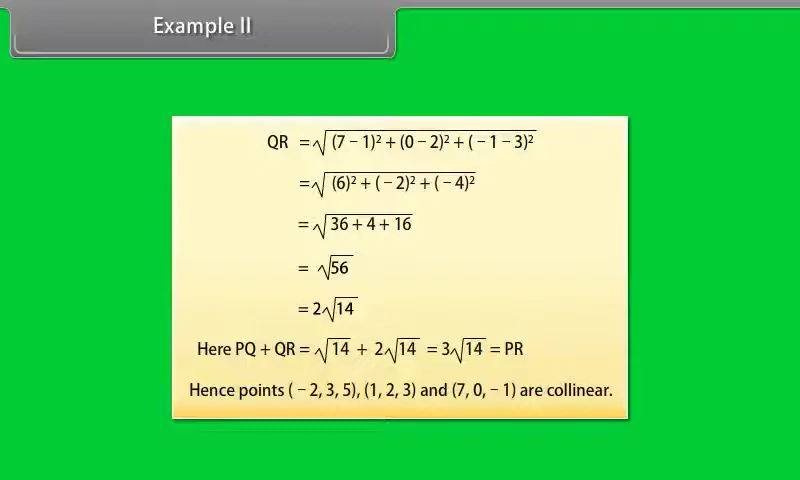 Example II
QR = √(7 – 1)² + (0 – 2)² + ( – 1 – 3)²
= √(6)² + ( – 2)² + ( – 4)²
= √36 + 4 + 16
= √56
= 2√14
Here PQ + QR = √14 + 2√14 = 3√14 = PR
Hence points ( – 2, 3, 5), (1, 2, 3) and (7, 0, – 1) are collinear.